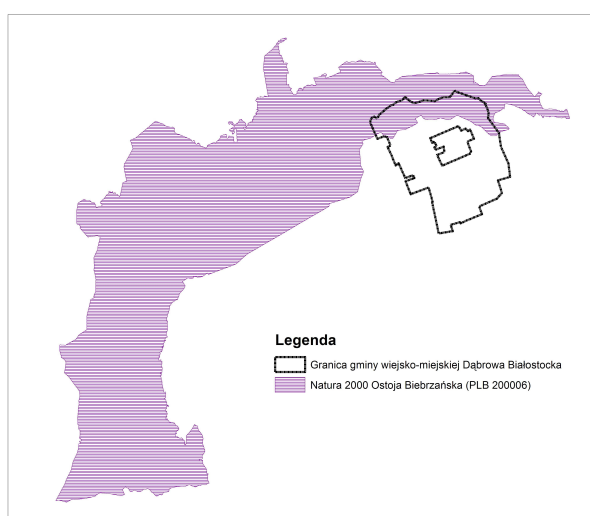 Legenda
Granica gminy wiejsko-miejskiej Dąbrowa Białostocka
Natura 2000 Ostoja Biebrzańska (PLB 200006)